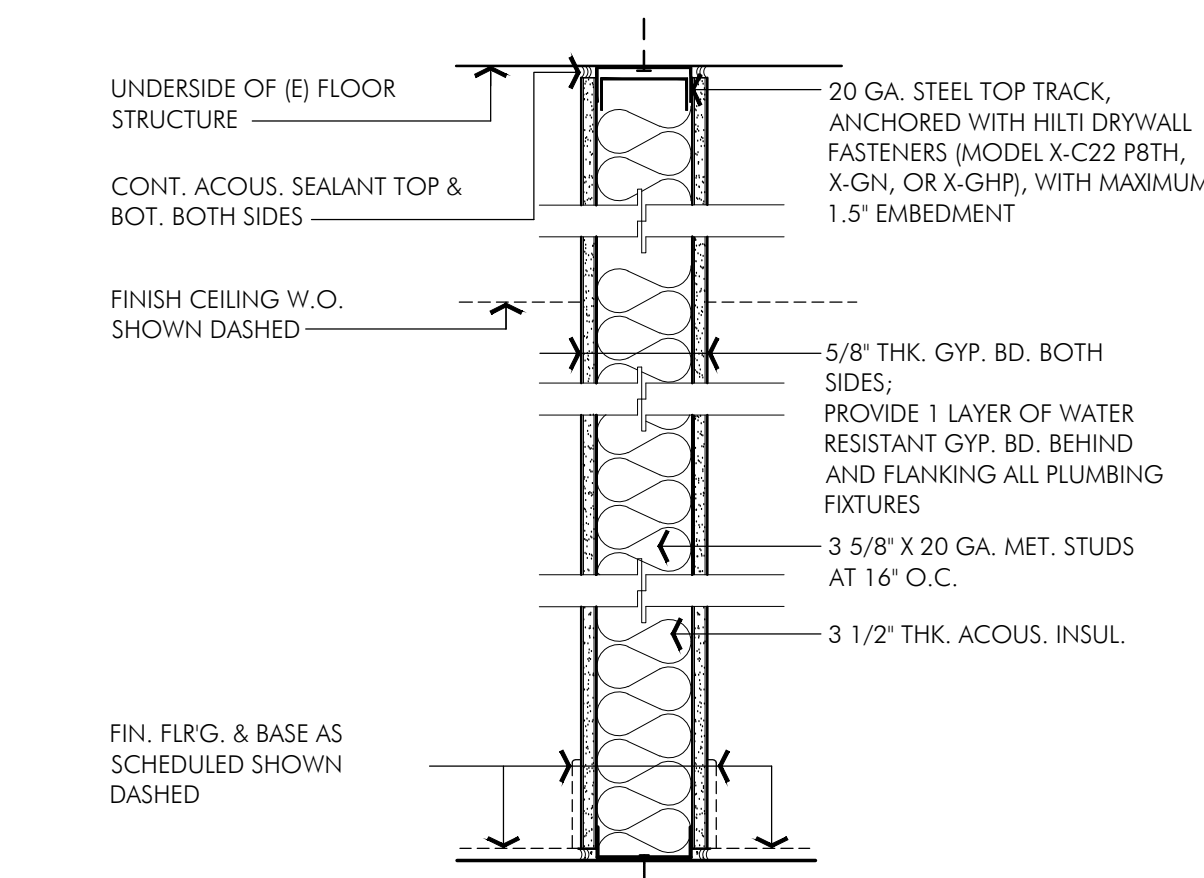 UNDERSIDE OF (E) FLOOR
STRUCTURE
CONT. ACOUS. SEALANT TOP &
BOT. BOTH SIDES
FINISH CEILING W.O.
SHOWN DASHED
FIN. FLR'G. & BASE AS
SCHEDULED SHOWN
DASHED
20 GA. STEEL TOP TRACK,
ANCHORED WITH HILTI DRYWALL
FASTENERS (MODEL X-C22 P8TH,
X-GN, OR X-GHP), WITH MAXIMUM
1.5" EMBEDMENT
5/8" THK. GYP. BD. BOTH
SIDES;
PROVIDE 1 LAYER OF WATER
RESISTANT GYP. BD. BEHIND
AND FLANKING ALL PLUMBING
FIXTURES
3 5/8" X 20 GA. MET. STUDS
AT 16" O.C.
3 1/2" THK. ACOUS. INSUL.